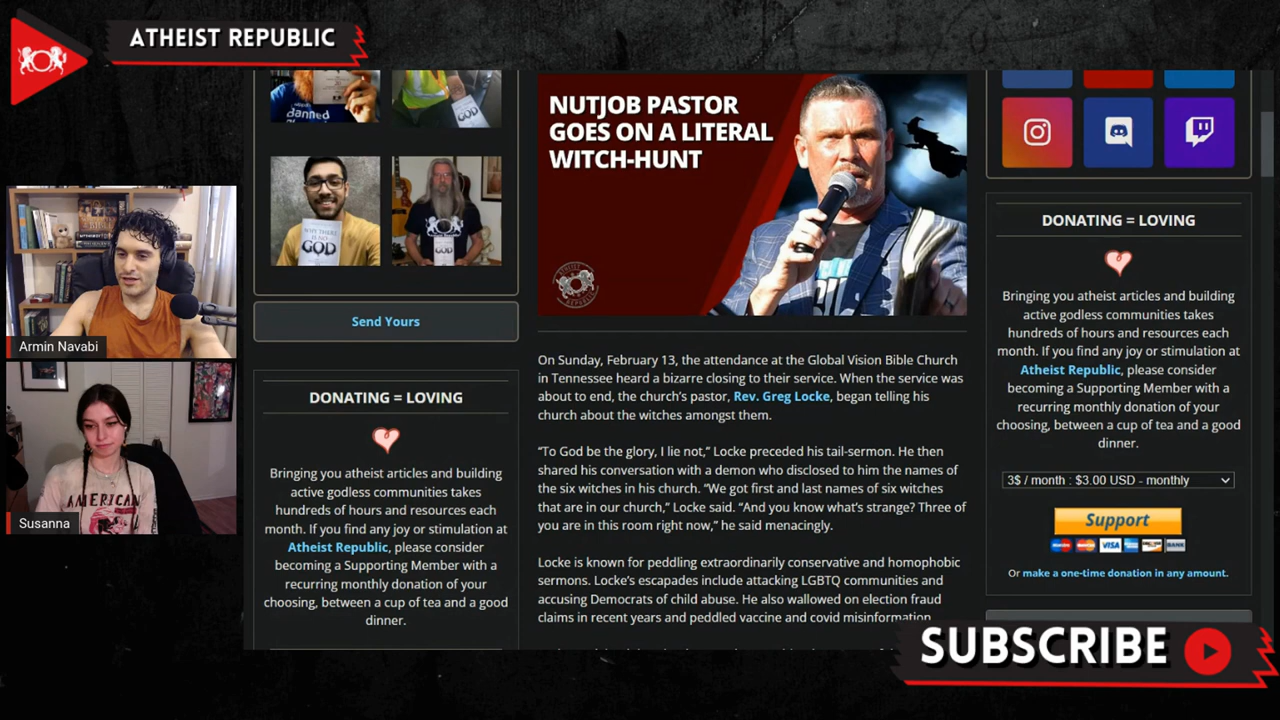 ATHEIST REPUBLIC
Armin Navabi
Susanna
Banned
GOD
WHY THERE IS NO
GOD
GOD
Send Yours
DONATING = LOVING
Bringing you atheist articles and building
active godless communities takes
hundreds of hours and resources each
month. If you find any joy or stimulation at
Atheist Republic, please consider
becoming a Supporting Member with a
recurring monthly donation of your
choosing, between a cup of tea and a good
dinner.
NUTJOB PASTOR
GOES ON A LITERAL
WITCH-HUNT
ATHEIST
REPUBLIC
On Sunday, February 13, the attendance at the Global Vision Bible Church
in Tennessee heard a bizarre closing to their service. When the service was
about to end, the church’s pastor, Rev. Greg Locke, began telling his
church about the witches amongst them.
“To God be the glory, I lie not,” Locke preceded his tail-sermon. He then
shared his conversation with a demon who disclosed to him the names of
the six witches in his church. “We got first and last names of six witches
that are in our church,” Locke said. “And you know what’s strange? Three of
you are in this room right now,” he said menacingly.
Locke is known for peddling extraordinarily conservative and homophobic
sermons. Locke’s escapades include attacking LGBTQ communities and
accusing Democrats of child abuse. He also wallowed on election fraud
claims in recent years and peddled vaccine and covid misinformation.
DONATING = LOVING
Bringing you atheist articles and building
active godless communities takes
hundreds of hours and resources each
month. If you find any joy or stimulation at
Atheist Republic, please consider
becoming a Supporting Member with a
recurring monthly donation of your
choosing, between a cup of tea and a good
dinner.
3$ / month : $3.00 USD - monthly
Support
VISA
BANK
Or make a one-time donation in any amount.
AMERICAN
SUBSCRIBE